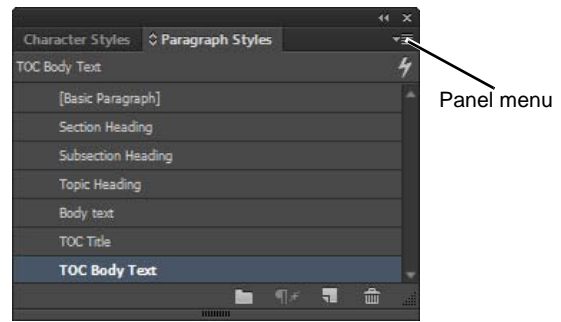 Character Styles Paragraph Styles
TOC Body Text
Panel menu
[Basic Paragraph]
Section Heading
Subsection Heading
Topic Heading
Body text
TOC Title
TOC Body Text